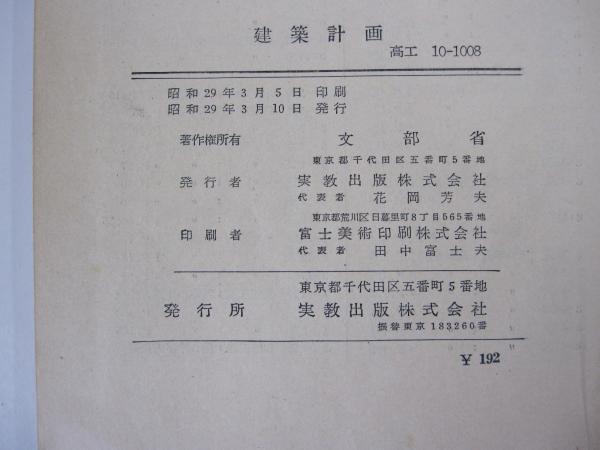 建築計画
高工 10-1008
昭和29年3月5日 印刷
昭和29年3月10日 発行
著作権所有 文部省
東京都千代田区五番町5番地
発行者 実教出版株式会社
代表者 花岡芳夫
東京都荒川区日暮里町8丁目565番地
印刷者 富士美術印刷株式会社
代表者 田中富士夫
東京都千代田区五番町5番地
発行所 実教出版株式会社
振替東京 183260番
¥ 192